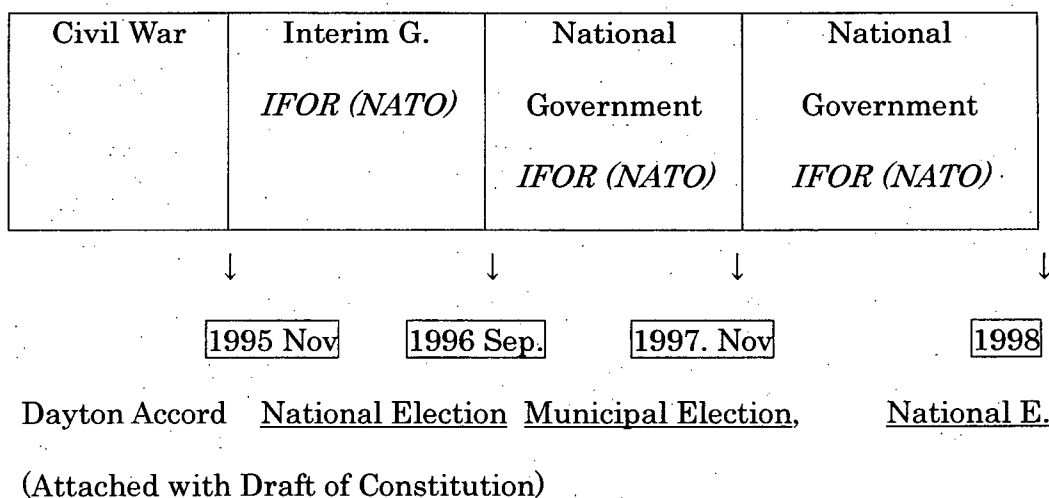 Civil War Interim G. National National
IFOR (NATO) Government Government
IFOR (NATO) IFOR (NATO)
↓ ↓ ↓ ↓
1995 Nov 1996 Sep. 1997. Nov 1998
Dayton Accord National Election Municipal Election, National E.
(Attached with Draft of Constitution)